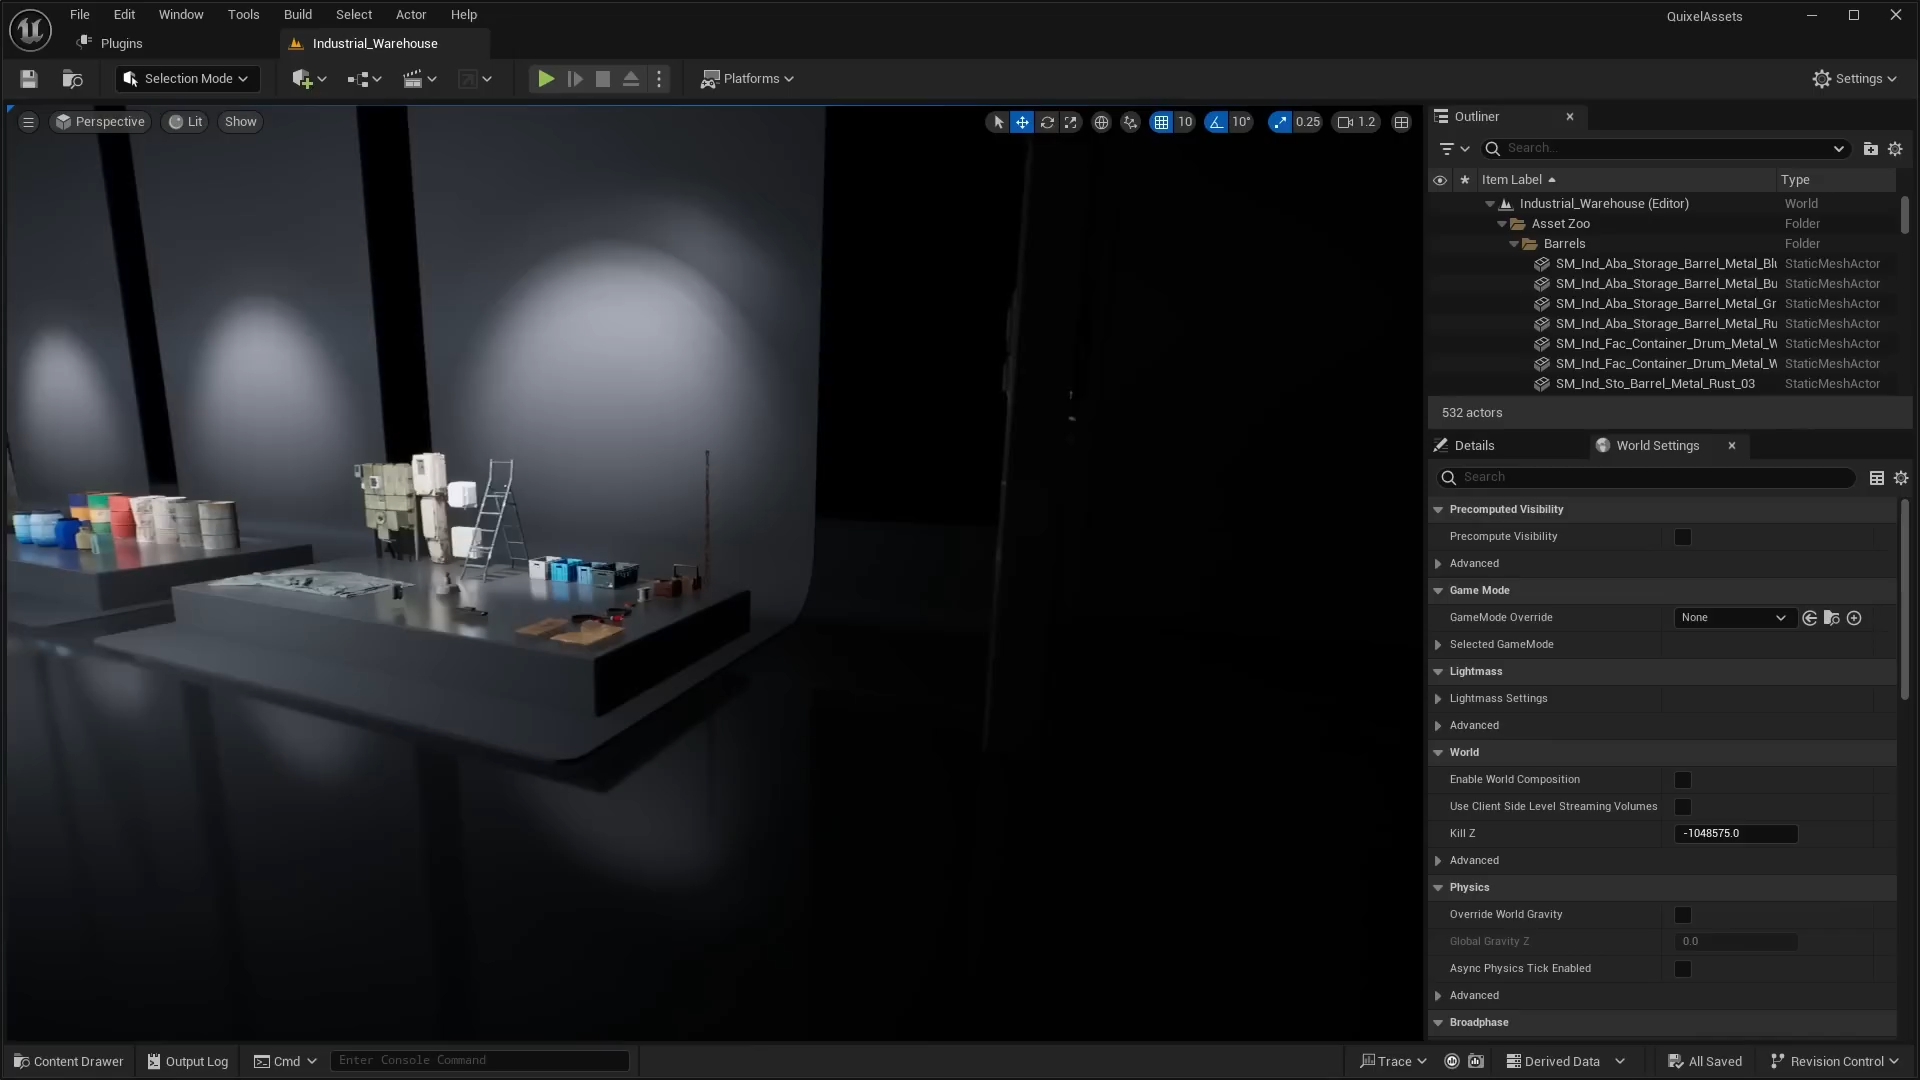 File Edit Window Tools Build Select Actor Help
QuixelAssets
Plugins
Industrial_Warehouse
Selection Mode
Platforms
Settings
Perspective
Lit
Show
10
10°
0.25
1.2
Outliner
Search...
Item Label
Type
Industrial_Warehouse (Editor) World
Asset Zoo Folder
Barrels Folder
SM_Ind_Aba_Storage_Barrel_Metal_Blu StaticMeshActor
SM_Ind_Aba_Storage_Barrel_Metal_Bu StaticMeshActor
SM_Ind_Aba_Storage_Barrel_Metal_Gr StaticMeshActor
SM_Ind_Aba_Storage_Barrel_Metal_Ru StaticMeshActor
SM_Ind_Fac_Container_Drum_Metal_W StaticMeshActor
SM_Ind_Fac_Container_Drum_Metal_W StaticMeshActor
SM_Ind_Sto_Barrel_Metal_Rust_03 StaticMeshActor
532 actors
Details
World Settings
Search
Precomputed Visibility
Precompute Visibility
Advanced
Game Mode
GameMode Override None
Selected GameMode
Lightmass
Lightmass Settings
Advanced
World
Enable World Composition
Use Client Side Level Streaming Volumes
Kill Z -1048575.0
Advanced
Physics
Override World Gravity
Global Gravity Z 0.0
Async Physics Tick Enabled
Advanced
Broadphase
Content Drawer
Output Log
Cmd
Enter Console Command
Trace
Derived Data
All Saved
Revision Control